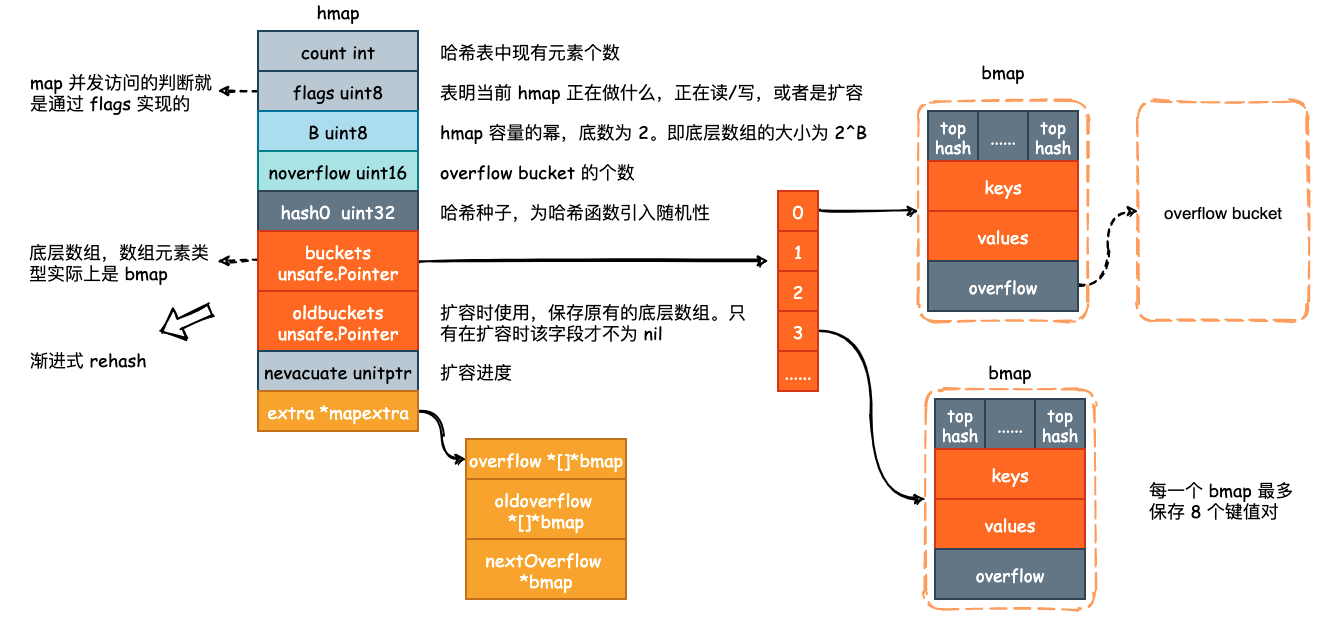 hmap
count int
哈希表中现有元素个数
map 并发访问的判断就
是通过 flags 实现的
flags uint8
表明当前 hmap 正在做什么，正在读/写，或者是扩容
B uint8
hmap 容量的幂，底数为 2。即底层数组的大小为 2^B
noverflow uint16
overflow bucket 的个数
hash0 uint32
哈希种子，为哈希函数引入随机性
底层数组，数组元素类
型实际上是 bmap
buckets
unsafe.Pointer
oldbuckets
unsafe.Pointer
扩容时使用，保存原有的底层数组。只
有在扩容时该字段才不为 nil
渐进式 rehash
nevacuate unitptr
扩容进度
extra *mapextra
overflow *[]*bmap
oldoverflow
*[]*bmap
nextOverflow
*bmap
0
1
2
3
......
bmap
top
hash
......
top
hash
keys
values
overflow
overflow bucket
bmap
top
hash
......
top
hash
keys
values
overflow
每一个 bmap 最多
保存 8 个键值对